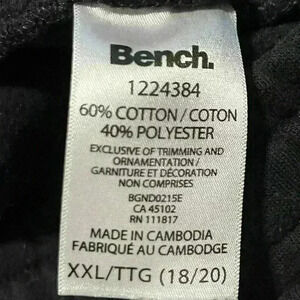 Bench.
1224384
60% COTTON / COTON
40% POLYESTER
EXCLUSIVE OF TRIMMING AND
ORNAMENTATION /
GARNITURE ET DÉCORATION
NON COMPRISES
BGND0215E
CA 45102
RN 111817
MADE IN CAMBODIA
FABRIQUÉ AU CAMBODGE
XXL/TTG (18/20)